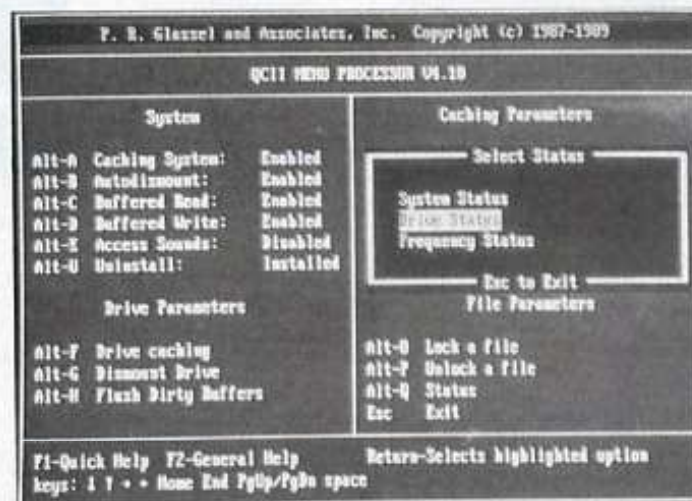 P. R. Glassel and Associates, Inc. Copyright (c) 1987-1989
QCII MENU PROCESSOR V4.10
System
Alt-A Caching System: Enabled
Alt-B Autodismount: Enabled
Alt-C Buffered Read: Enabled
Alt-D Buffered Write: Enabled
Alt-X Access Sounds: Disabled
Alt-U Uninstall: Installed
Drive Parameters
Alt-F Drive caching
Alt-G Dismount Drive
Alt-H Flush Dirty Buffers
Caching Parameters
Select Status
System Status
Drive Status
Frequency Status
Esc to Exit
File Parameters
Alt-O Lock a file
Alt-P Unlock a file
Alt-Q Status
Esc Exit
F1-Quick Help F2-General Help Return-Selects highlighted option
keys: ↓ ↑ Home End PgUp/PgDn space